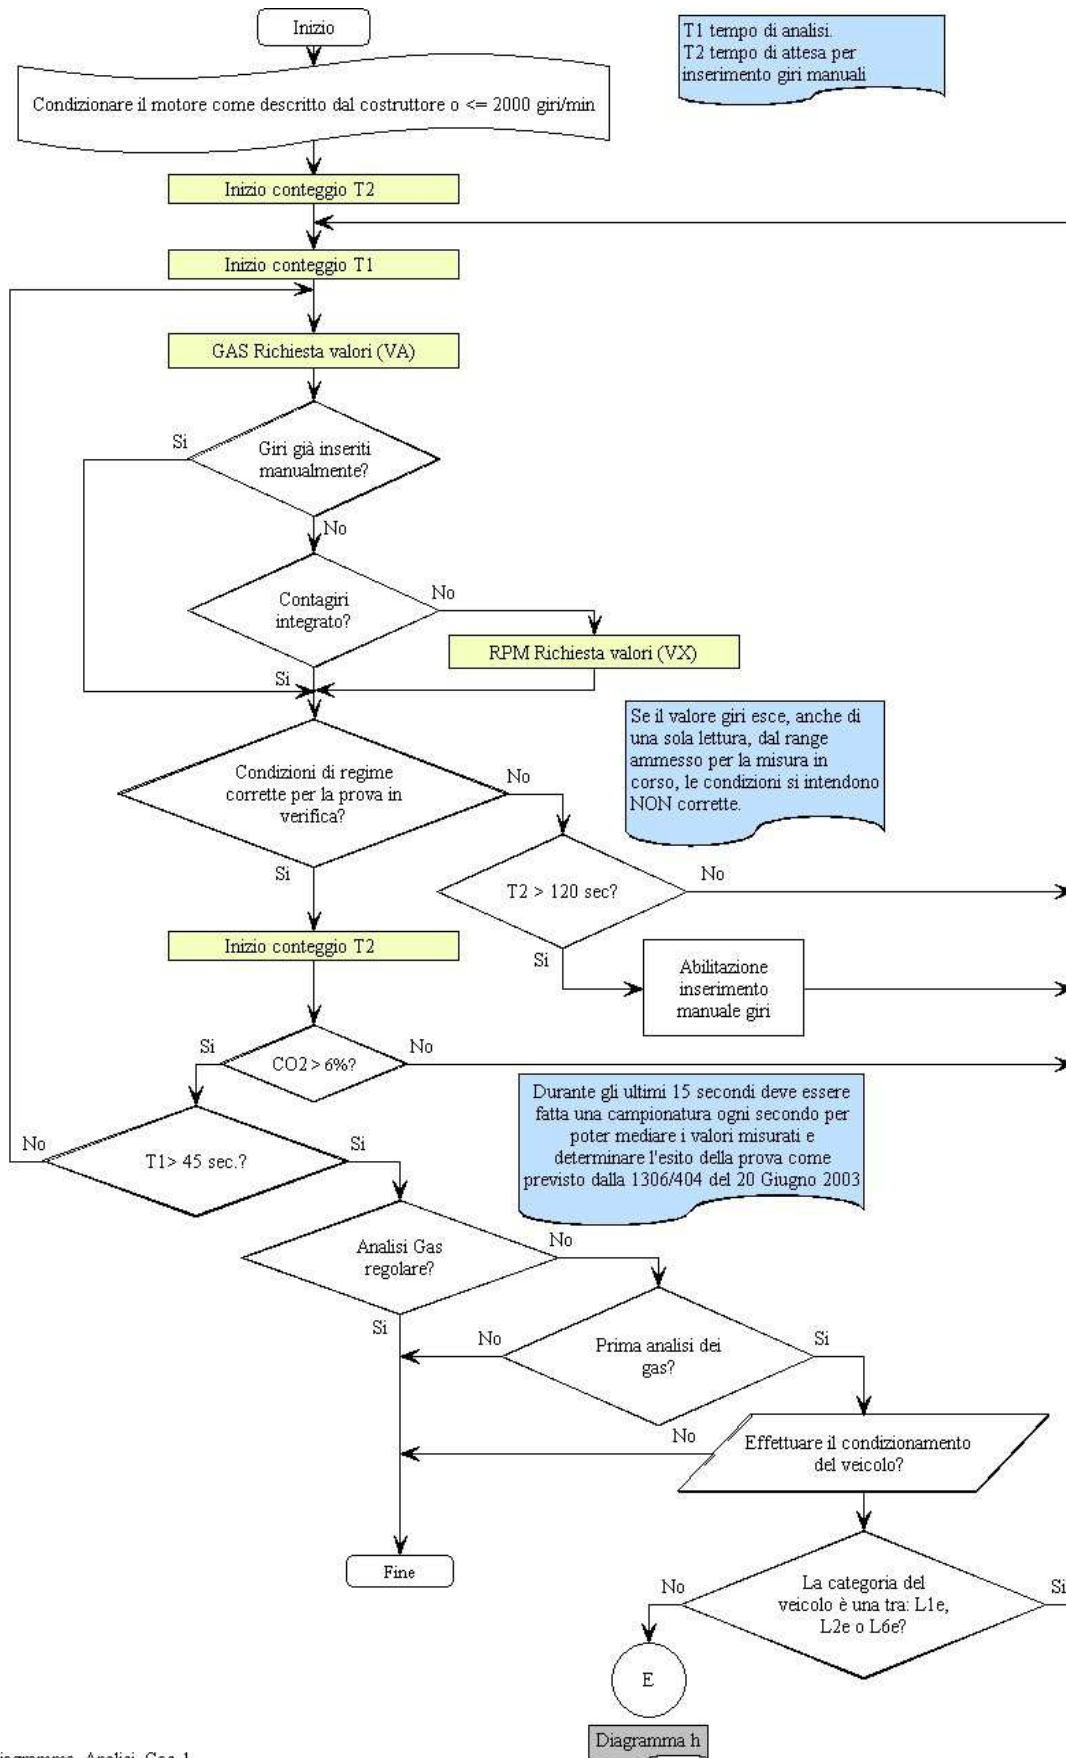 Inizio
T1 tempo di analisi.
T2 tempo di attesa per
inserimento giri manuali
Condizionare il motore come descritto dal costruttore o <= 2000 giri/min
Inizio conteggio T2
Inizio conteggio T1
GAS Richiesta valori (VA)
Si
Giri già inseriti
manualmente?
No
Contagiri
integrato?
No
RPM Richiesta valori (VX)
Si
Se il valore giri esce, anche di
una sola lettura, dal range
ammesso per la misura in
corso, le condizioni si intendono
NON corrette.
Condizioni di regime
corrette per la prova in
verifica?
No
Si
T2 > 120 sec?
No
Si
Inizio conteggio T2
Abilitazione
inserimento
manuale giri
Si
CO2 > 6%?
No
Durante gli ultimi 15 secondi deve essere
fatta una campionatura ogni secondo per
poter mediare i valori misurati e
determinare l'esito della prova come
previsto dalla 1306/404 del 20 Giugno 2003
No
T1> 45 sec.?
Si
Analisi Gas
regolare?
No
Si
No
Prima analisi dei
gas?
Si
No
Effettuare il condizionamento
del veicolo?
Fine
No
La categoria del
veicolo è una tra: L1e,
L2e o L6e?
Si
E
Diagramma h